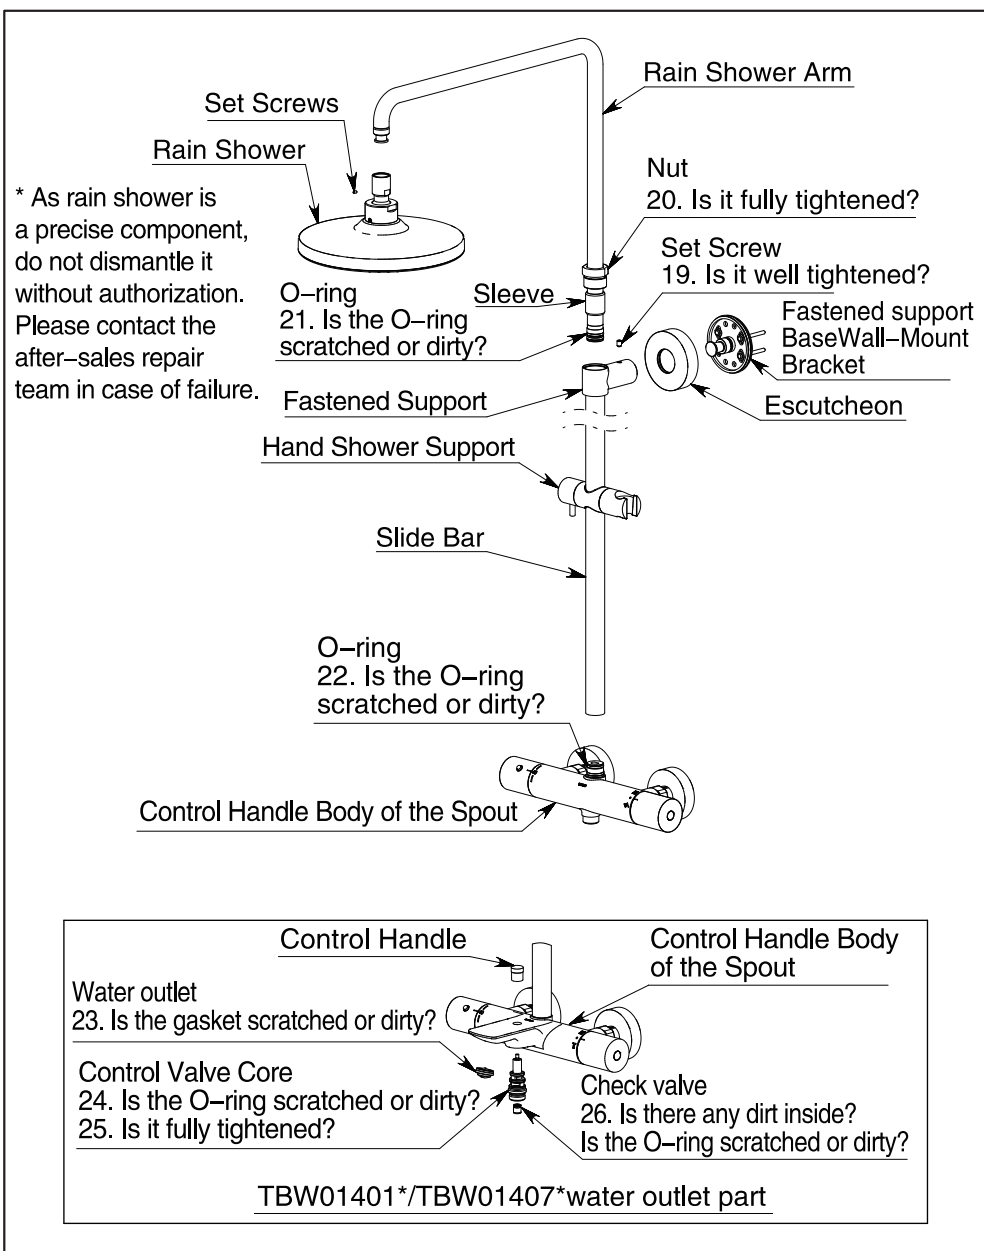 Rain Shower Arm
Set Screws
Rain Shower
* As rain shower is
a precise component,
do not dismantle it
without authorization.
Please contact the
after–sales repair
team in case of failure.
Nut
20. Is it fully tightened?
Set Screw
19. Is it well tightened?
O–ring
21. Is the O–ring
scratched or dirty?
Sleeve
Fastened support
BaseWall–Mount
Bracket
Escutcheon
Fastened Support
Hand Shower Support
Slide Bar
O–ring
22. Is the O–ring
scratched or dirty?
Control Handle Body of the Spout
Control Handle
Control Handle Body
of the Spout
Water outlet
23. Is the gasket scratched or dirty?
Control Valve Core
24. Is the O–ring scratched or dirty?
25. Is it fully tightened?
Check valve
26. Is there any dirt inside?
Is the O–ring scratched or dirty?
TBW01401*/TBW01407*water outlet part